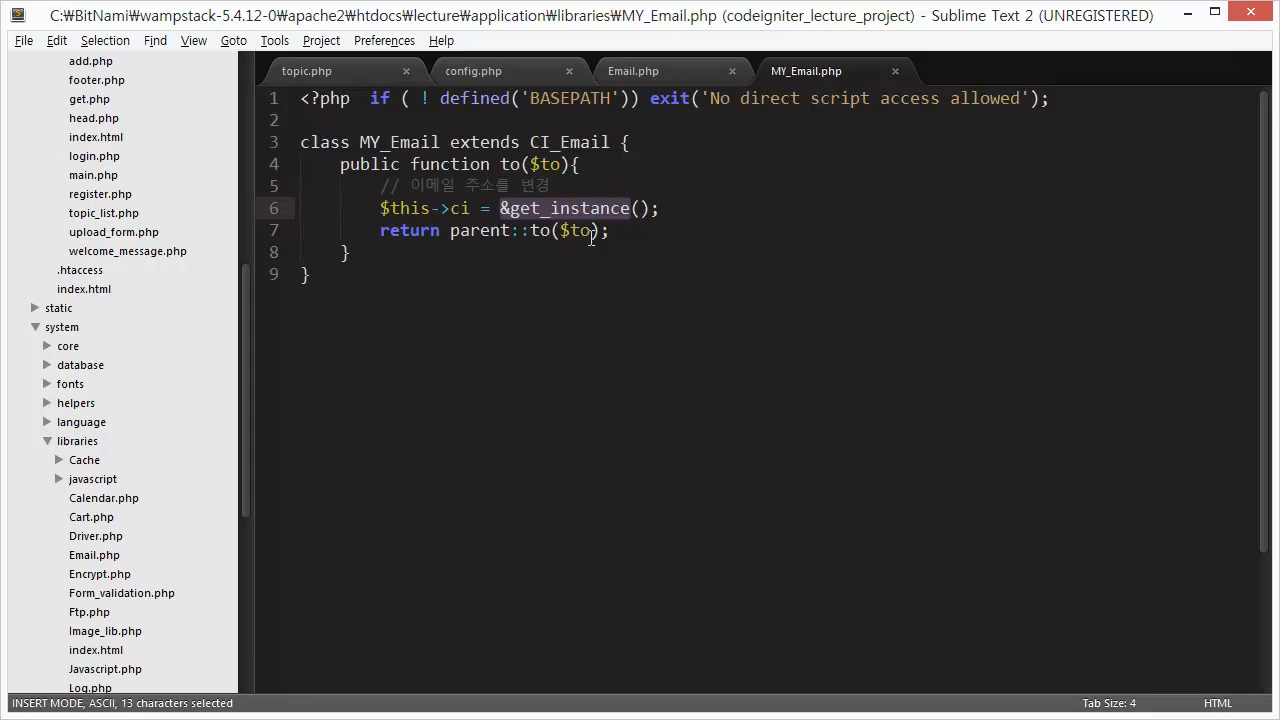 C:₩BitNami₩wampstack-5.4.12-0₩apache2₩htdocs₩lecture₩application₩libraries₩MY_Email.php (codeigniter_lecture_project) - Sublime Text 2 (UNREGISTERED)
File Edit Selection Find View Goto Tools Project Preferences Help
add.php
footer.php
get.php
head.php
index.html
login.php
main.php
register.php
topic_list.php
upload_form.php
welcome_message.php
.htaccess
index.html
static
system
core
database
fonts
helpers
language
libraries
Cache
javascript
Calendar.php
Cart.php
Driver.php
Email.php
Encrypt.php
Form_validation.php
Ftp.php
Image_lib.php
index.html
Javascript.php
Log.php
topic.php config.php Email.php MY_Email.php
1 <?php  if ( ! defined('BASEPATH')) exit('No direct script access allowed');
2
3 class MY_Email extends CI_Email {
4     public function to($to){
5         // 이메일 주소를 변경
6         $this->ci = &get_instance();
7         return parent::to($to);
8     }
9 }
INSERT MODE, ASCII, 13 characters selected Tab Size: 4 HTML